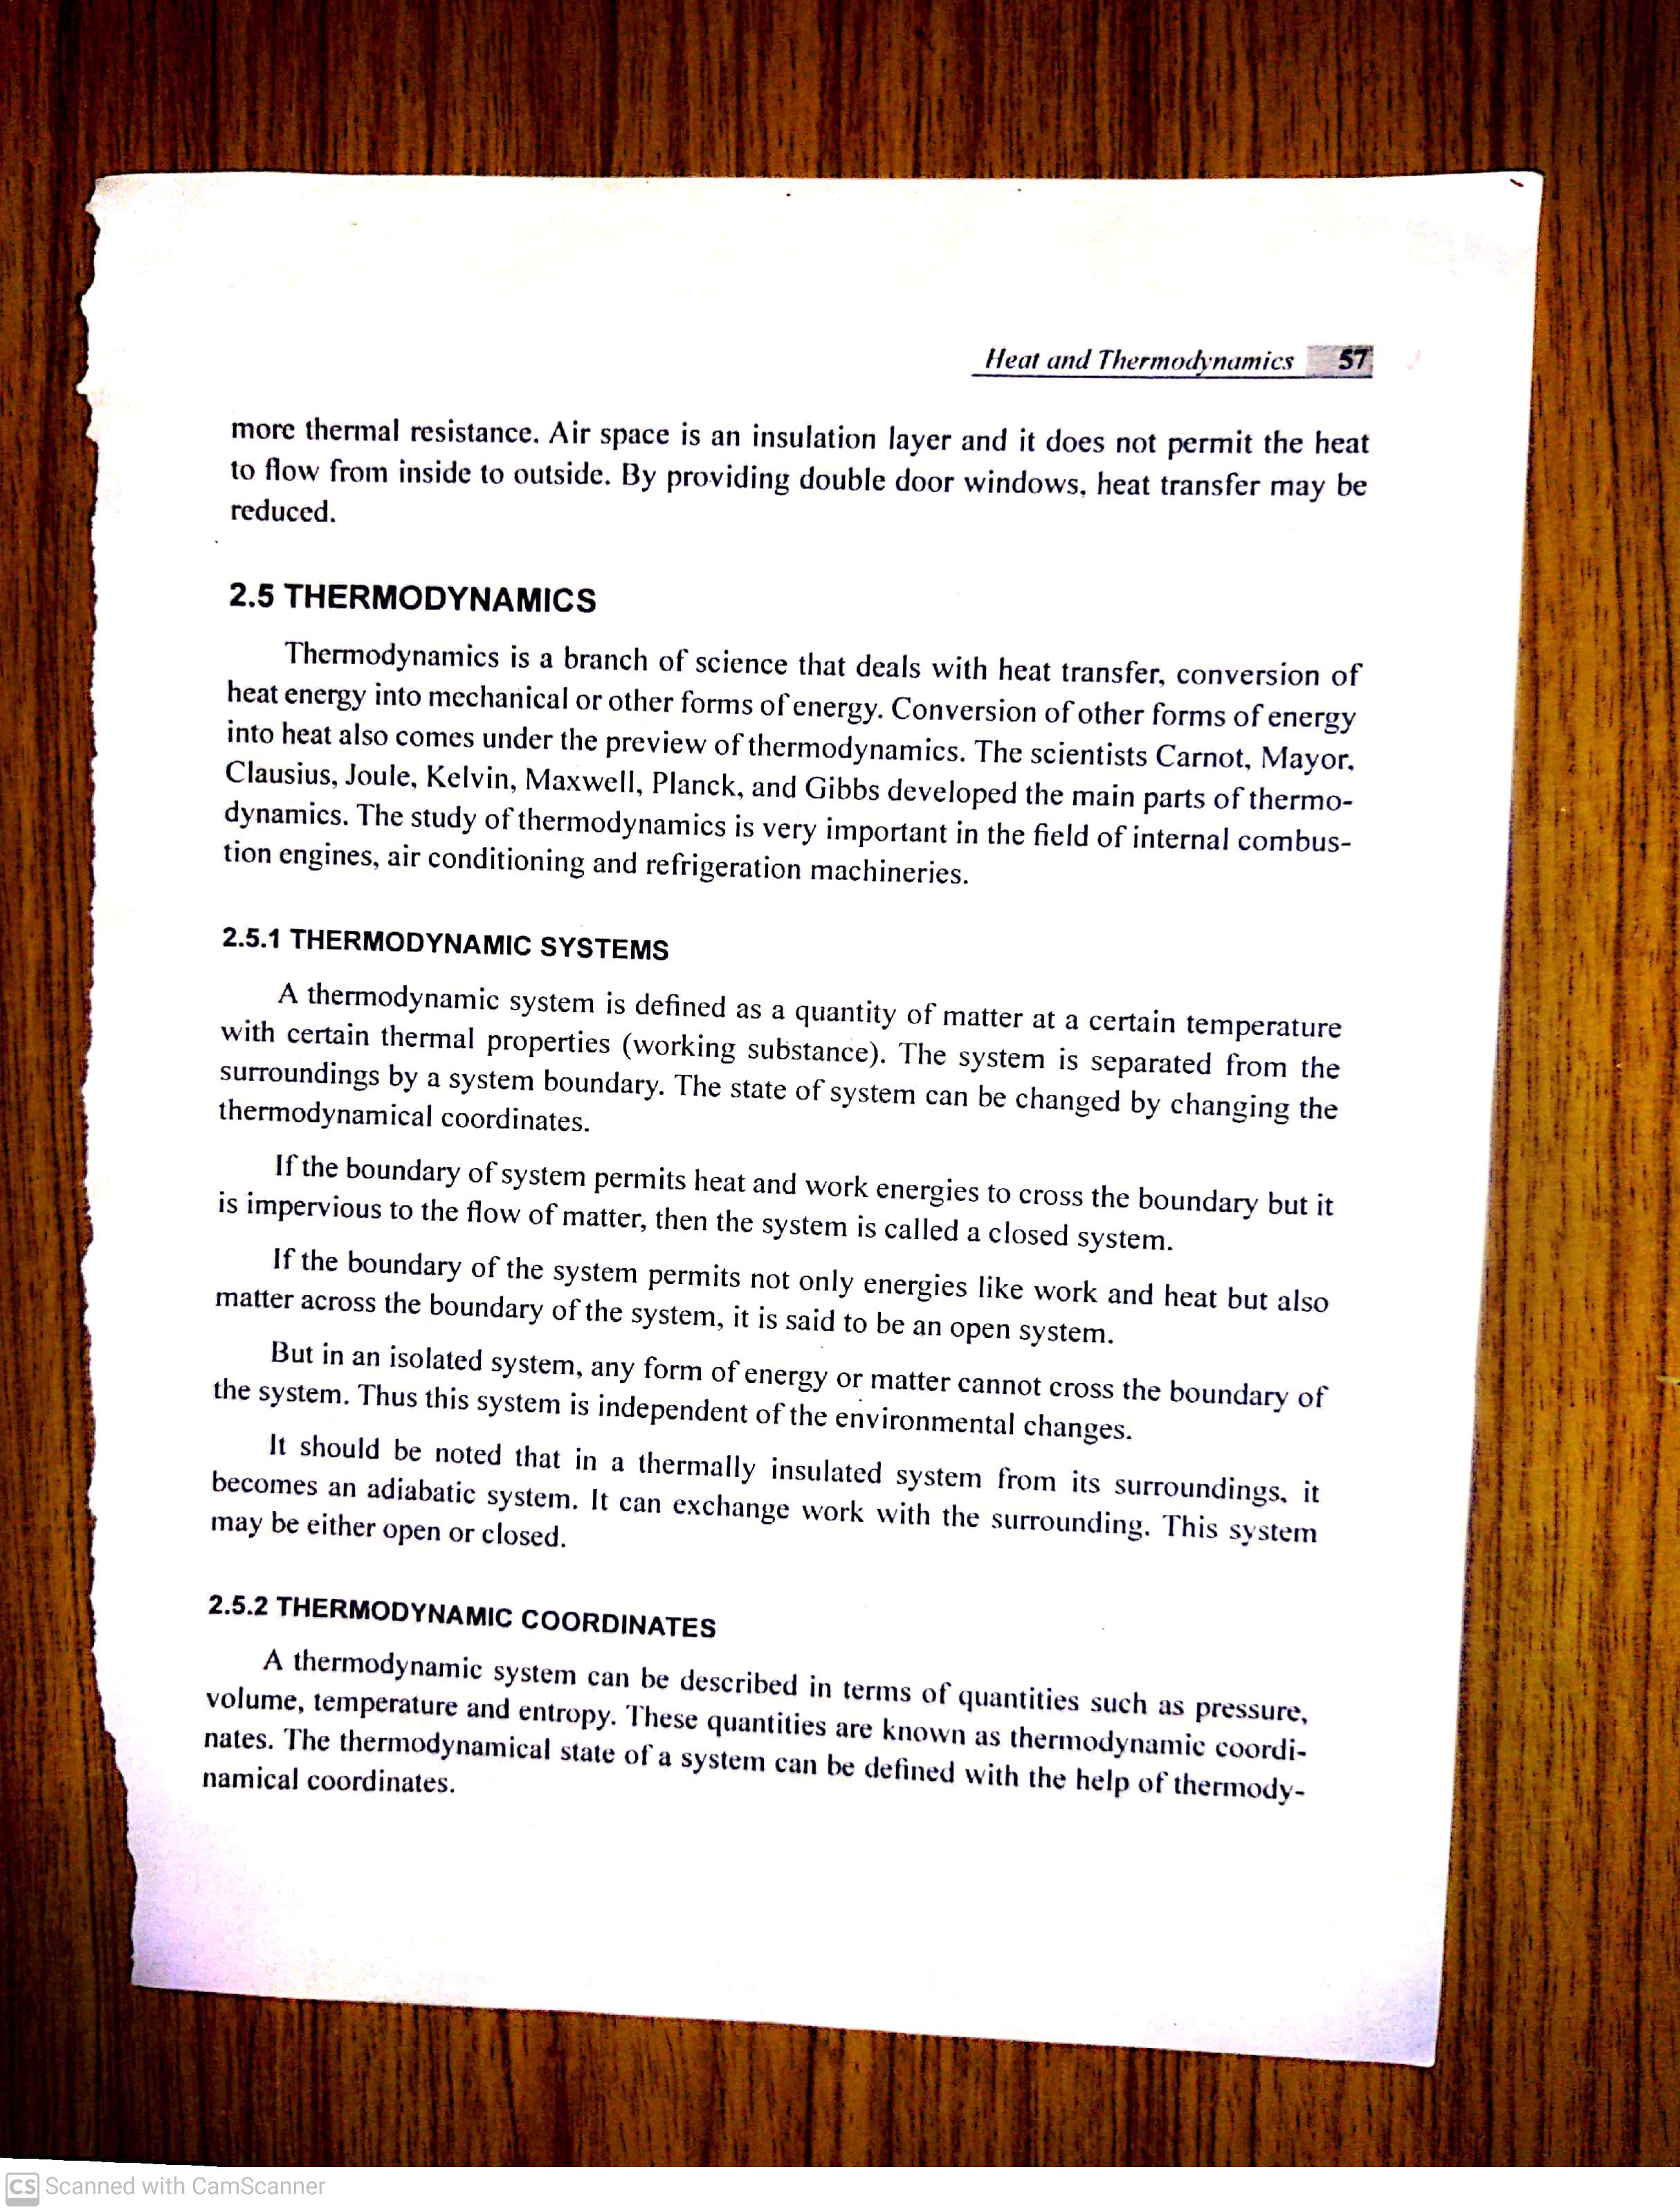 Heat and Thermodynamics 57
more thermal resistance. Air space is an insulation layer and it does not permit the heat
to flow from inside to outside. By providing double door windows, heat transfer may be
reduced.
2.5 THERMODYNAMICS
Thermodynamics is a branch of science that deals with heat transfer, conversion of
heat energy into mechanical or other forms of energy. Conversion of other forms of energy
into heat also comes under the preview of thermodynamics. The scientists Carnot, Mayor,
Clausius, Joule, Kelvin, Maxwell, Planck, and Gibbs developed the main parts of thermo-
dynamics. The study of thermodynamics is very important in the field of internal combus-
tion engines, air conditioning and refrigeration machineries.
2.5.1 THERMODYNAMIC SYSTEMS
A thermodynamic system is defined as a quantity of matter at a certain temperature
with certain thermal properties (working substance). The system is separated from the
surroundings by a system boundary. The state of system can be changed by changing the
thermodynamical coordinates.
If the boundary of system permits heat and work energies to cross the boundary but it
is impervious to the flow of matter, then the system is called a closed system.
If the boundary of the system permits not only energies like work and heat but also
matter across the boundary of the system, it is said to be an open system.
But in an isolated system, any form of energy or matter cannot cross the boundary of
the system. Thus this system is independent of the environmental changes.
It should be noted that in a thermally insulated system from its surroundings, it
becomes an adiabatic system. It can exchange work with the surrounding. This system
may be either open or closed.
2.5.2 THERMODYNAMIC COORDINATES
A thermodynamic system can be described in terms of quantities such as pressure,
volume, temperature and entropy. These quantities are known as thermodynamic coordi-
nates. The thermodynamical state of a system can be defined with the help of thermody-
namical coordinates.
CS Scanned with CamScanner